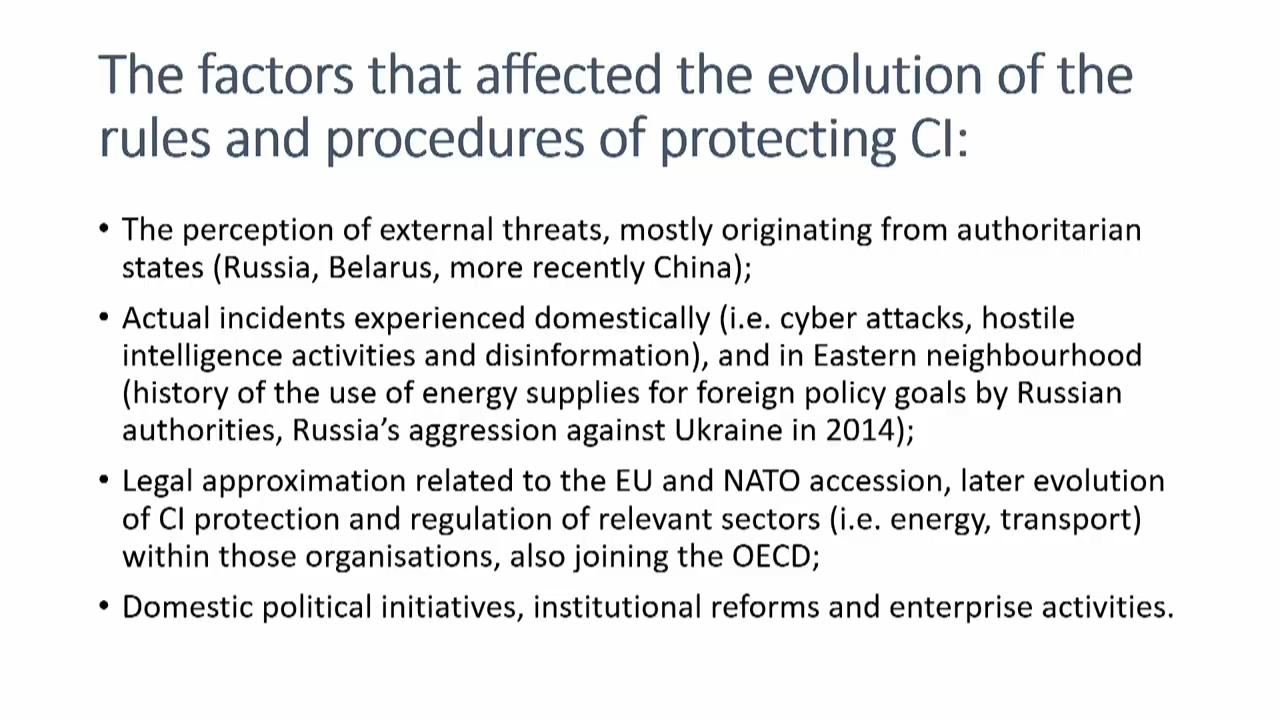 The factors that affected the evolution of the
rules and procedures of protecting CI:
• The perception of external threats, mostly originating from authoritarian
states (Russia, Belarus, more recently China);
• Actual incidents experienced domestically (i.e. cyber attacks, hostile
intelligence activities and disinformation), and in Eastern neighbourhood
(history of the use of energy supplies for foreign policy goals by Russian
authorities, Russia’s aggression against Ukraine in 2014);
• Legal approximation related to the EU and NATO accession, later evolution
of CI protection and regulation of relevant sectors (i.e. energy, transport)
within those organisations, also joining the OECD;
• Domestic political initiatives, institutional reforms and enterprise activities.